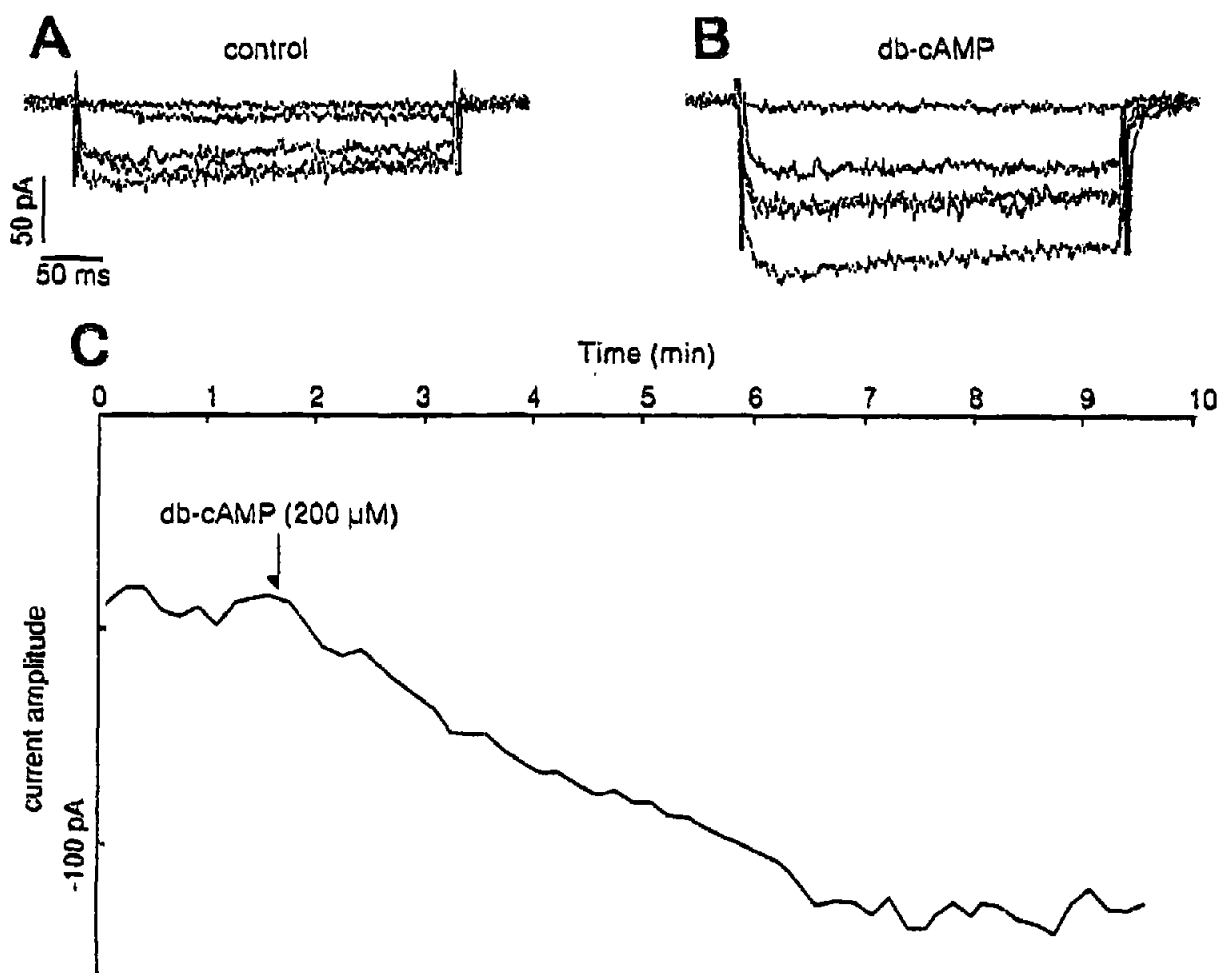 A
control
B
db-cAMP
50 pA
50 ms
C
Time (min)
0 1 2 3 4 5 6 7 8 9 10
db-cAMP (200 µM)
current amplitude
-100 pA